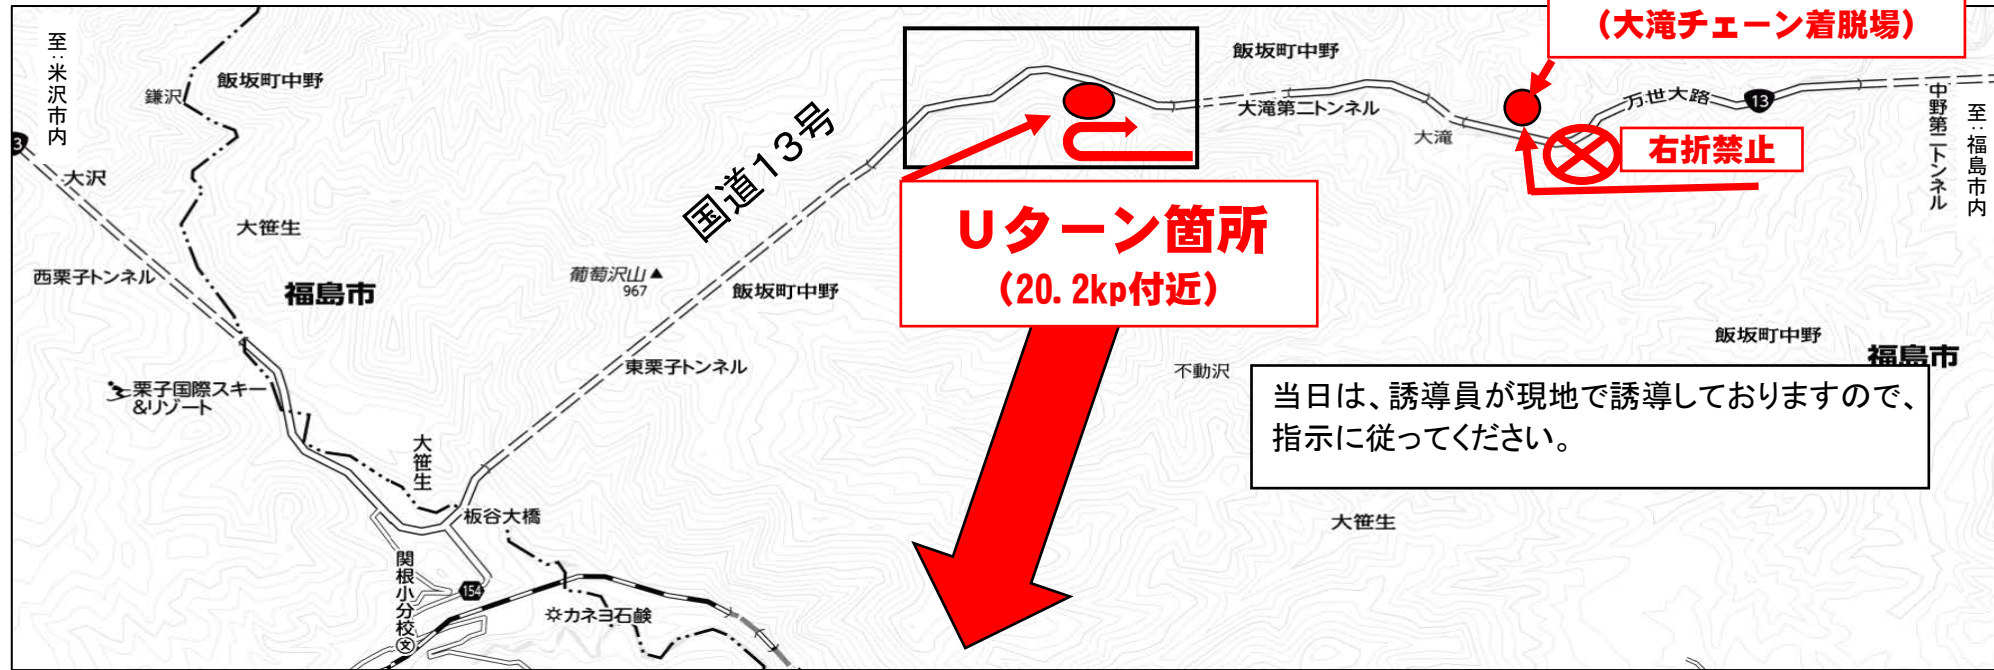 (大滝チェーン着脱場)
至:米沢市内
飯坂町中野
鎌沢
13
大沢
大笹生
西栗子トンネル
福島市
栗子国際スキー
&リゾート
大笹生
板谷大橋
関根小分校
文
154
カネヨ石鹸
国道13号
葡萄沢山
967
飯坂町中野
東栗子トンネル
Uターン箇所
(20.2kp付近)
飯坂町中野
大滝第二トンネル
大滝
万世大路
右折禁止
中野第二トンネル
至:福島市内
不動沢
飯坂町中野
福島市
当日は、誘導員が現地で誘導しておりますので、
指示に従ってください。
大笹生